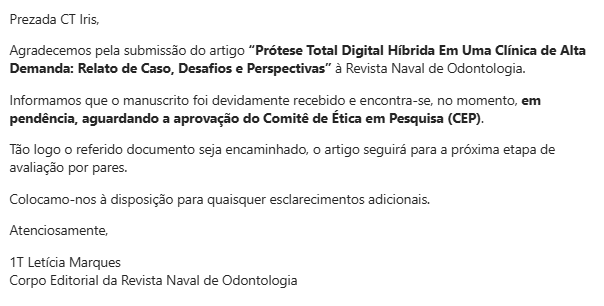 Prezada CT Iris,
Agradecemos pela submissão do artigo “Prótese Total Digital Híbrida Em Uma Clínica de Alta
Demanda: Relato de Caso, Desafios e Perspectivas” à Revista Naval de Odontologia.
Informamos que o manuscrito foi devidamente recebido e encontra-se, no momento, em
pendência, aguardando a aprovação do Comitê de Ética em Pesquisa (CEP).
Tão logo o referido documento seja encaminhado, o artigo seguirá para a próxima etapa de
avaliação por pares.
Colocamo-nos à disposição para quaisquer esclarecimentos adicionais.
Atenciosamente,
1T Letícia Marques
Corpo Editorial da Revista Naval de Odontologia